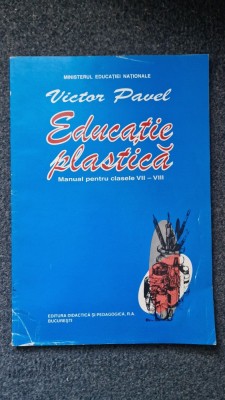 MINISTERUL EDUCAȚIEI NAȚIONALE
Victor Pavel
Educație
plastică
Manual pentru clasele VII - VIII
EDITURA DIDACTICĂ ȘI PEDAGOGICĂ, R.A.
BUCUREȘTI